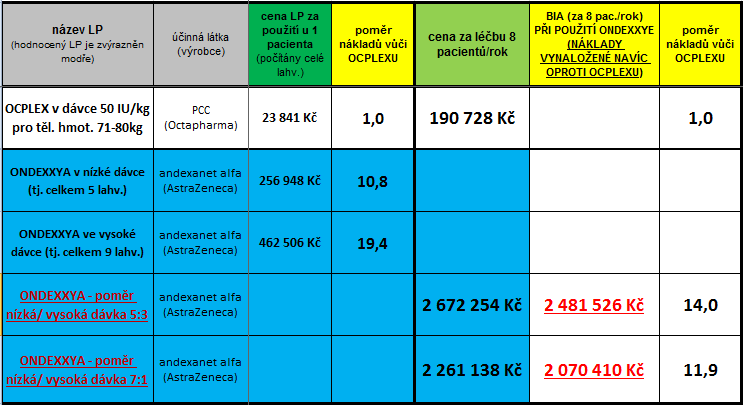 název LP
(hodnocený LP je zvýrazněn
modře)
účinná látka
(výrobce)
cena LP za
použití u 1
pacienta
(počítány celé
lahv.)
poměr
nákladů vůči
OCPLEXU
cena za léčbu 8
pacientů/rok
BIA (za 8 pac./rok)
PŘI POUŽITÍ ONDEXXYE
(NÁKLADY
VYNALOŽENÉ NAVÍC
OPROTI OCPLEXU)
poměr
nákladů vůči
OCPLEXU
OCPLEX v dávce 50 IU/kg
pro těl. hmot. 71-80kg
PCC
(Octapharma)
23 841 Kč
1,0
190 728 Kč
1,0
ONDEXXYA v nízké dávce
(tj. celkem 5 lahv.)
andexanet alfa
(AstraZeneca)
256 948 Kč
10,8
ONDEXXYA ve vysoké
dávce (tj. celkem 9 lahv.)
andexanet alfa
(AstraZeneca)
462 506 Kč
19,4
ONDEXXYA - poměr
nízká/ vysoká dávka 5:3
andexanet alfa
(AstraZeneca)
2 672 254 Kč
2 481 526 Kč
14,0
ONDEXXYA - poměr
nízká/ vysoká dávka 7:1
andexanet alfa
(AstraZeneca)
2 261 138 Kč
2 070 410 Kč
11,9